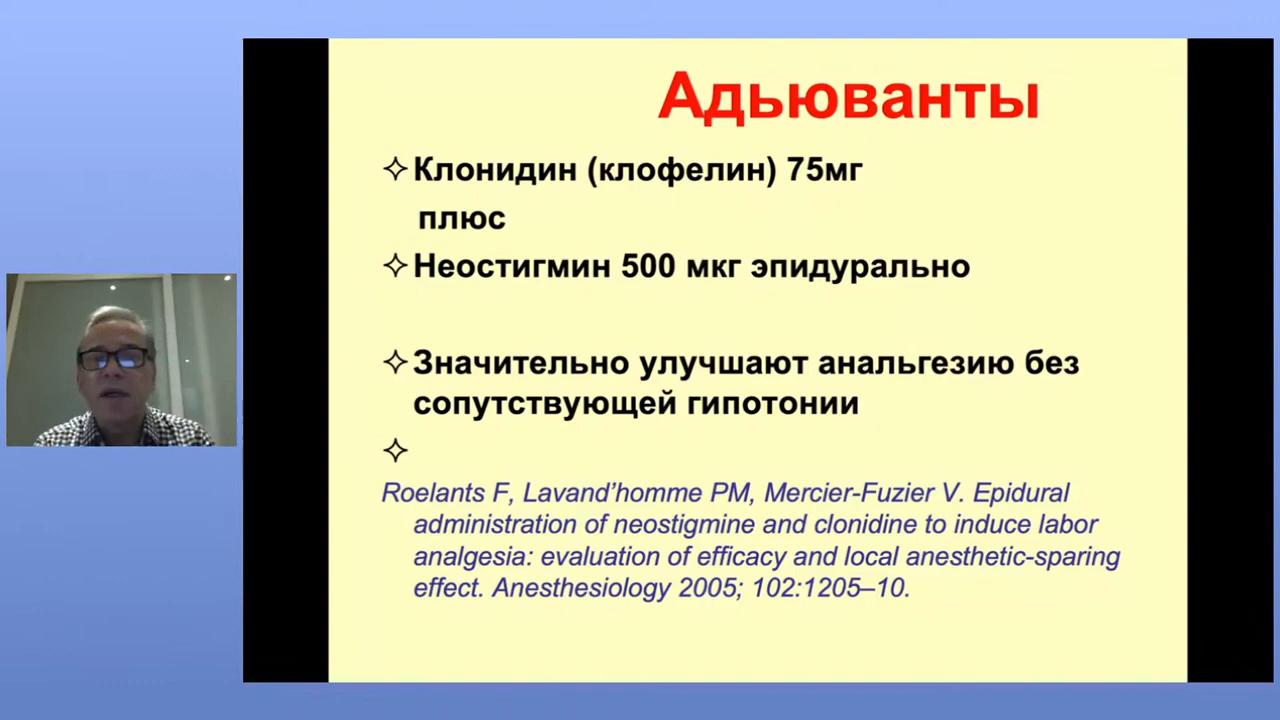 Адьюванты
Клонидин (клофелин) 75мг
плюс
Неостигмин 500 мкг эпидурально
Значительно улучшают анальгезию без
сопутствующей гипотонии
Roelants F, Lavand’homme PM, Mercier-Fuzier V. Epidural
administration of neostigmine and clonidine to induce labor
analgesia: evaluation of efficacy and local anesthetic-sparing
effect. Anesthesiology 2005; 102:1205–10.